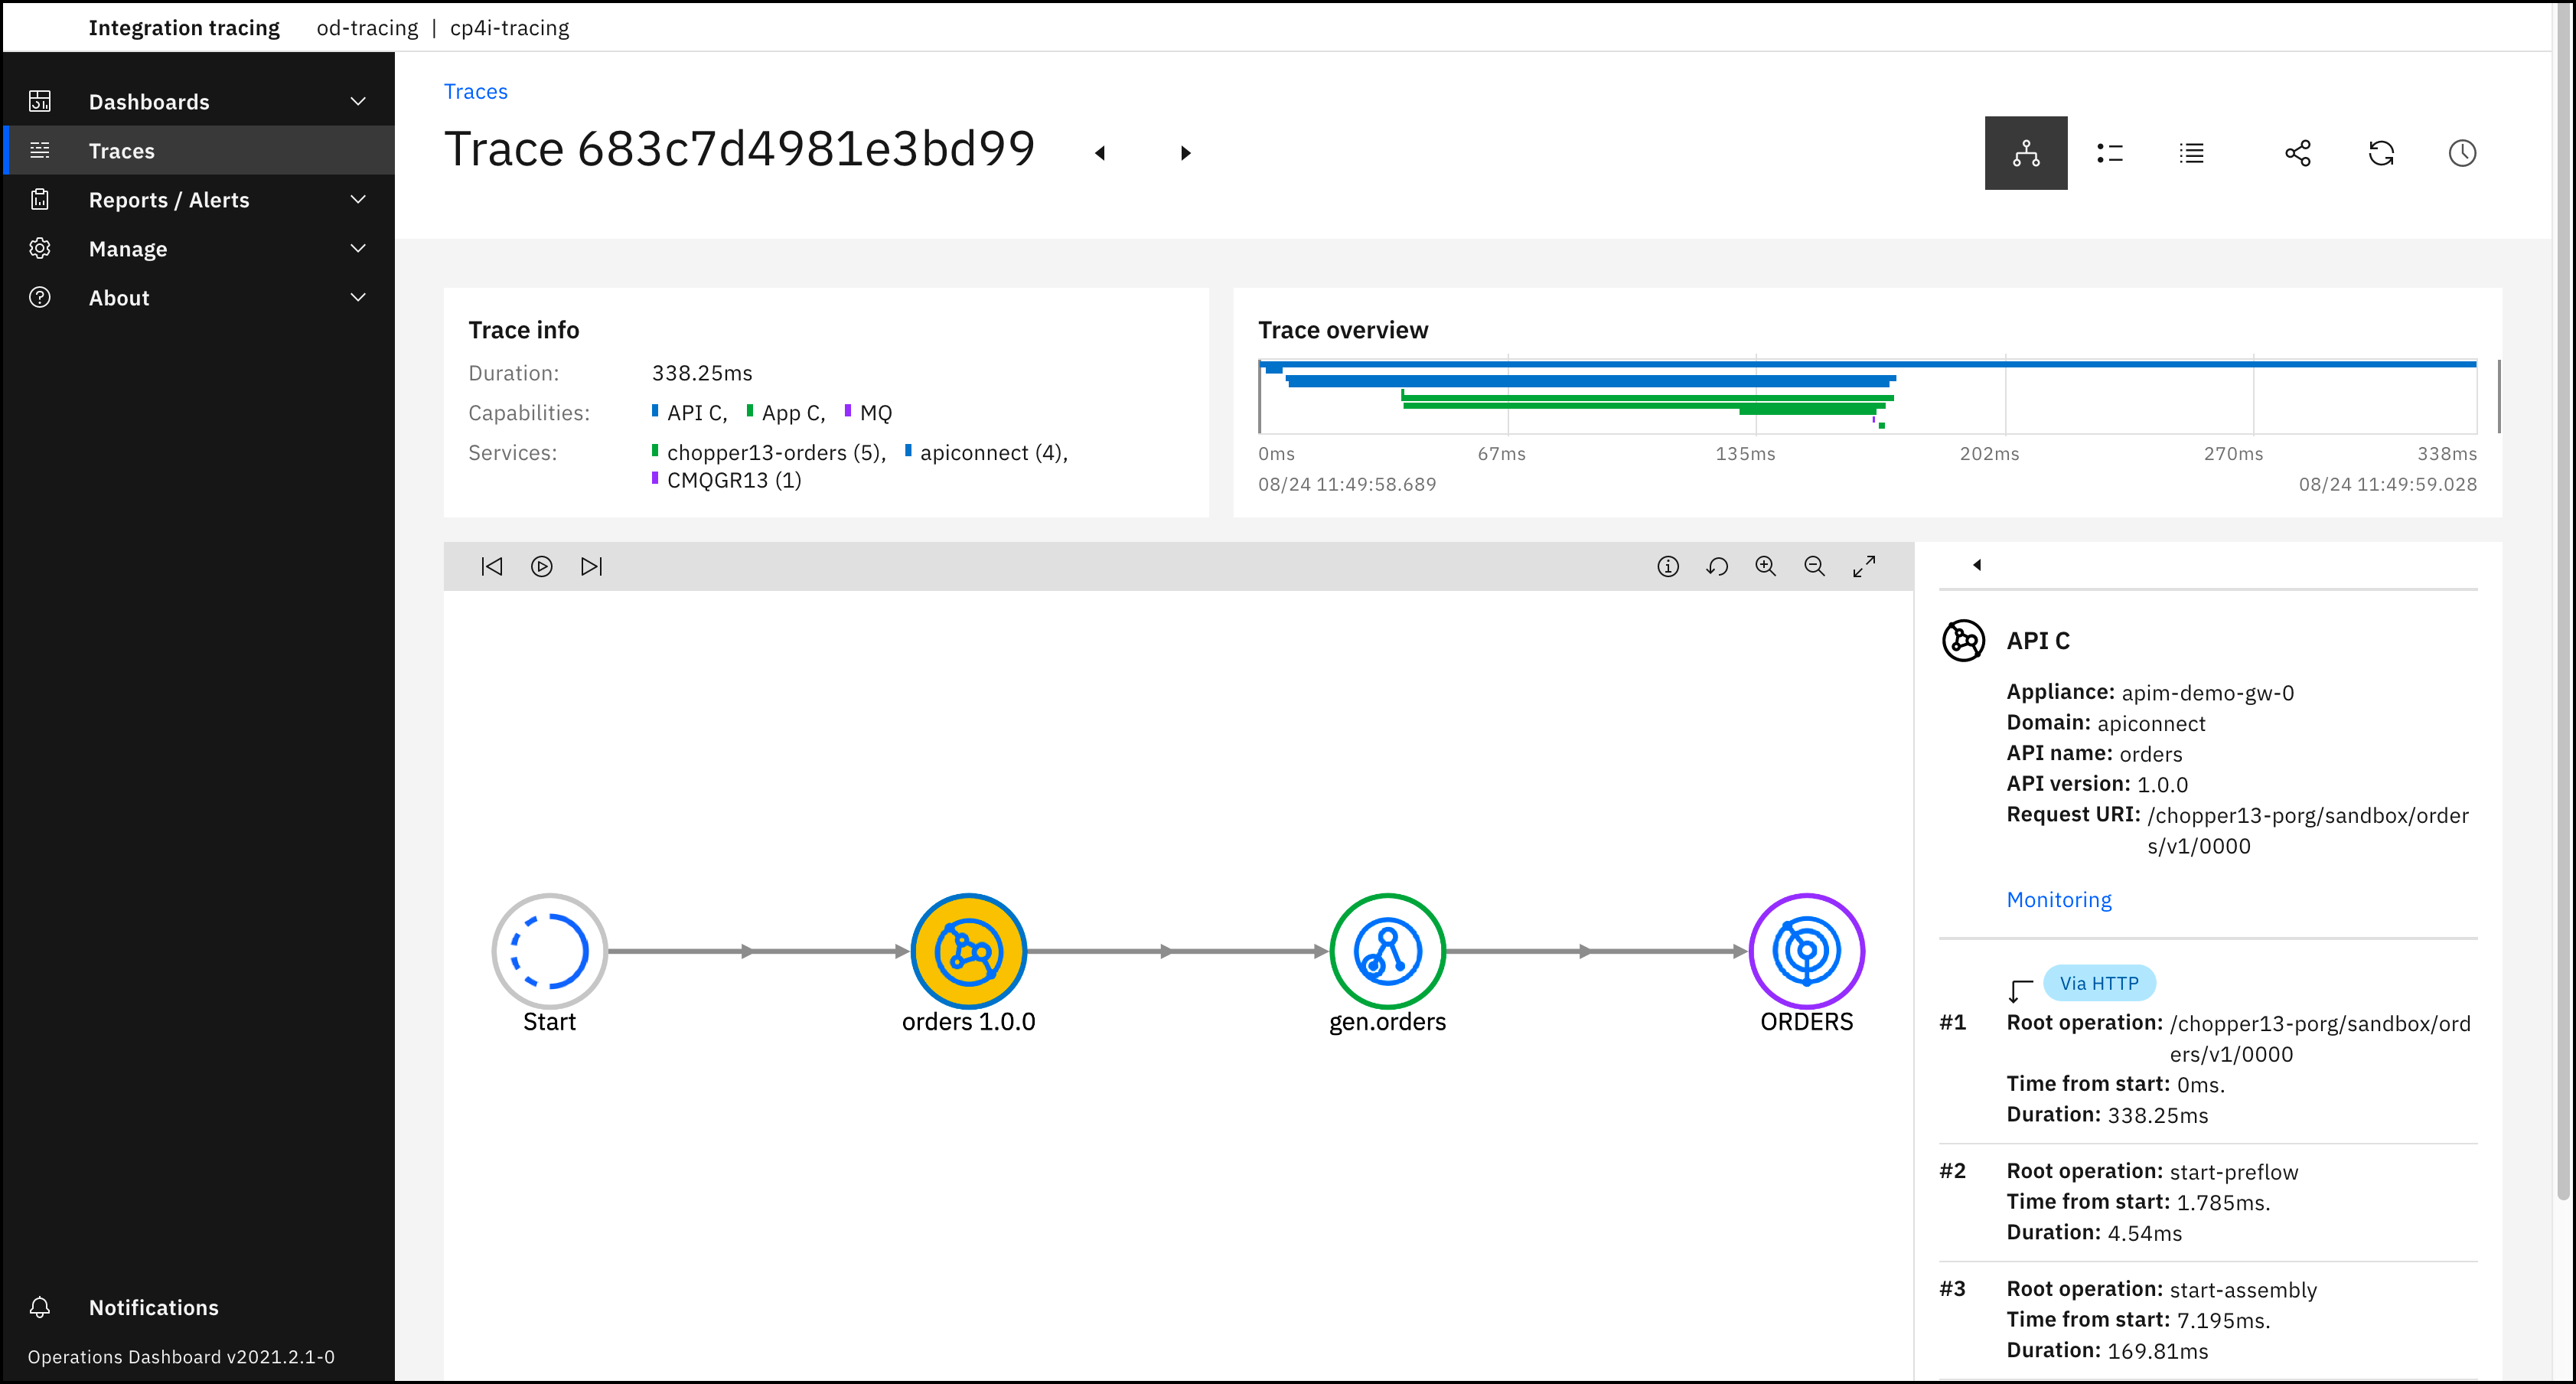 Integration tracing od-tracing | cp4i-tracing
Dashboards
Traces
Reports / Alerts
Manage
About
Notifications
Operations Dashboard v2021.2.1-0
Traces
Trace 683c7d4981e3bd99
Trace info
Duration: 338.25ms
Capabilities: API C, App C, MQ
Services: chopper13-orders (5), apiconnect (4),
CMQGR13 (1)
Trace overview
0ms 67ms 135ms 202ms 270ms 338ms
08/24 11:49:58.689 08/24 11:49:59.028
Start
orders 1.0.0
gen.orders
ORDERS
API C
Appliance: apim-demo-gw-0
Domain: apiconnect
API name: orders
API version: 1.0.0
Request URI: /chopper13-porg/sandbox/order
s/v1/0000
Monitoring
Via HTTP
#1 Root operation: /chopper13-porg/sandbox/ord
ers/v1/0000
Time from start: 0ms.
Duration: 338.25ms
#2 Root operation: start-preflow
Time from start: 1.785ms.
Duration: 4.54ms
#3 Root operation: start-assembly
Time from start: 7.195ms.
Duration: 169.81ms